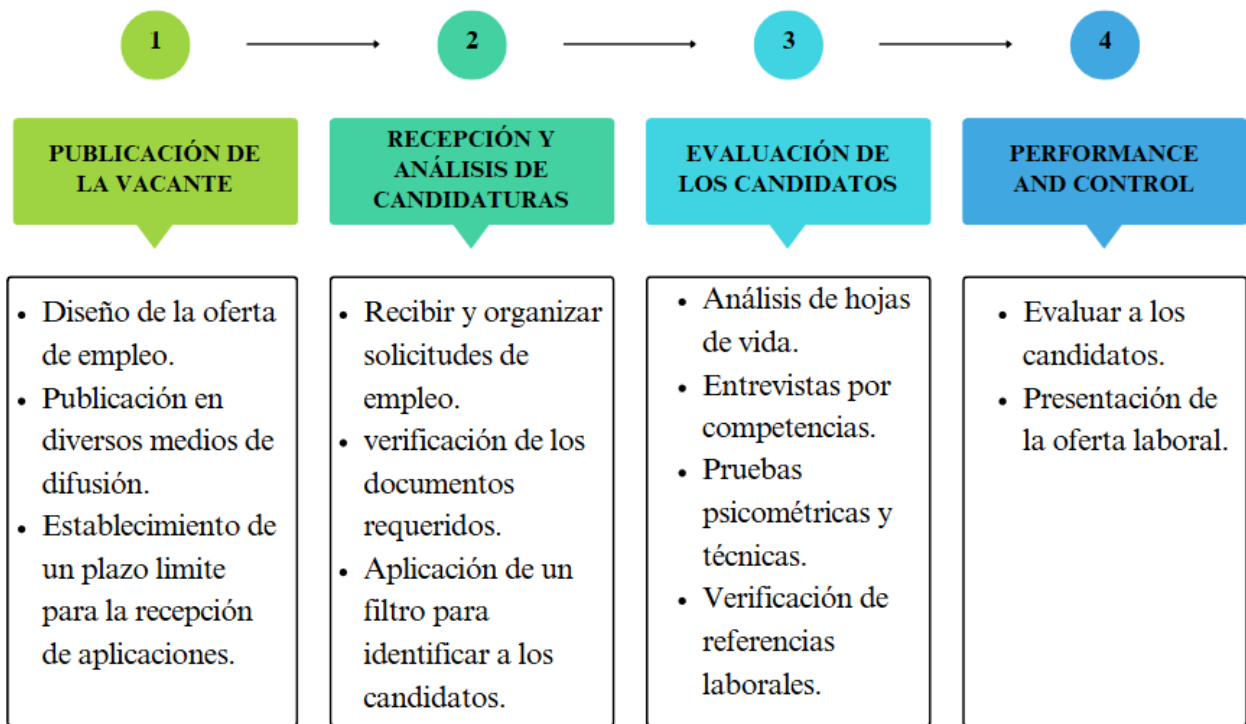 1
2
3
4
PUBLICACIÓN DE
LA VACANTE
RECEPCIÓN Y
ANÁLISIS DE
CANDIDATURAS
EVALUACIÓN DE
LOS CANDIDATOS
PERFORMANCE
AND CONTROL
• Diseño de la oferta
de empleo.
• Publicación en
diversos medios de
difusión.
• Establecimiento de
un plazo limite
para la recepción
de aplicaciones.
• Recibir y organizar
solicitudes de
empleo.
• verificación de los
documentos
requeridos.
• Aplicación de un
filtro para
identificar a los
candidatos.
• Análisis de hojas
de vida.
• Entrevistas por
competencias.
• Pruebas
psicométricas y
técnicas.
• Verificación de
referencias
laborales.
• Evaluar a los
candidatos.
• Presentación de
la oferta laboral.